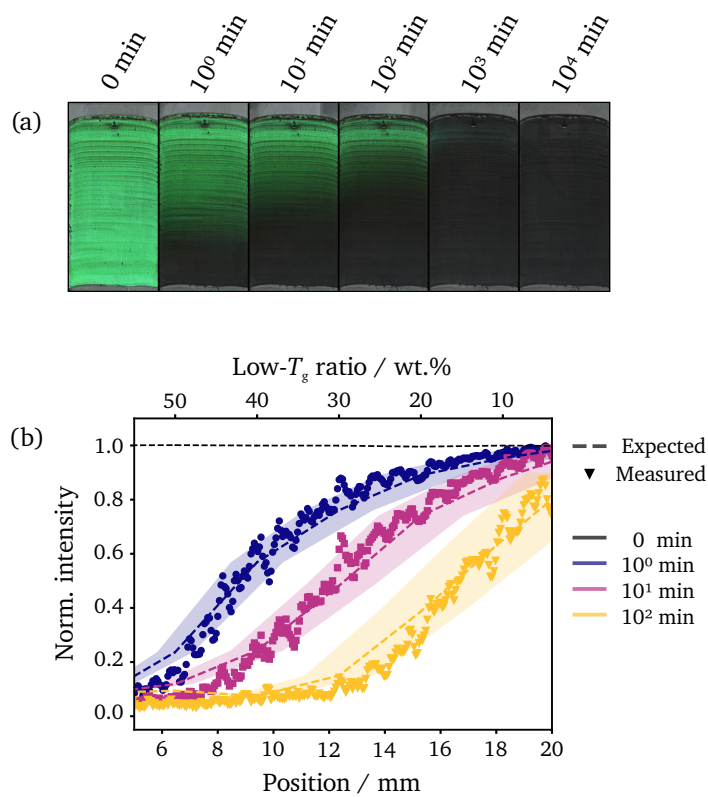 0 min
10⁰ min
10¹ min
10² min
10³ min
10⁴ min
(a)
Low-Tg ratio / wt.%
50 40 30 20 10
(b)
1.0
0.8
0.6
0.4
0.2
0.0
Norm. intensity
6 8 10 12 14 16 18 20
Position / mm
Expected
Measured
0 min
10⁰ min
10¹ min
10² min